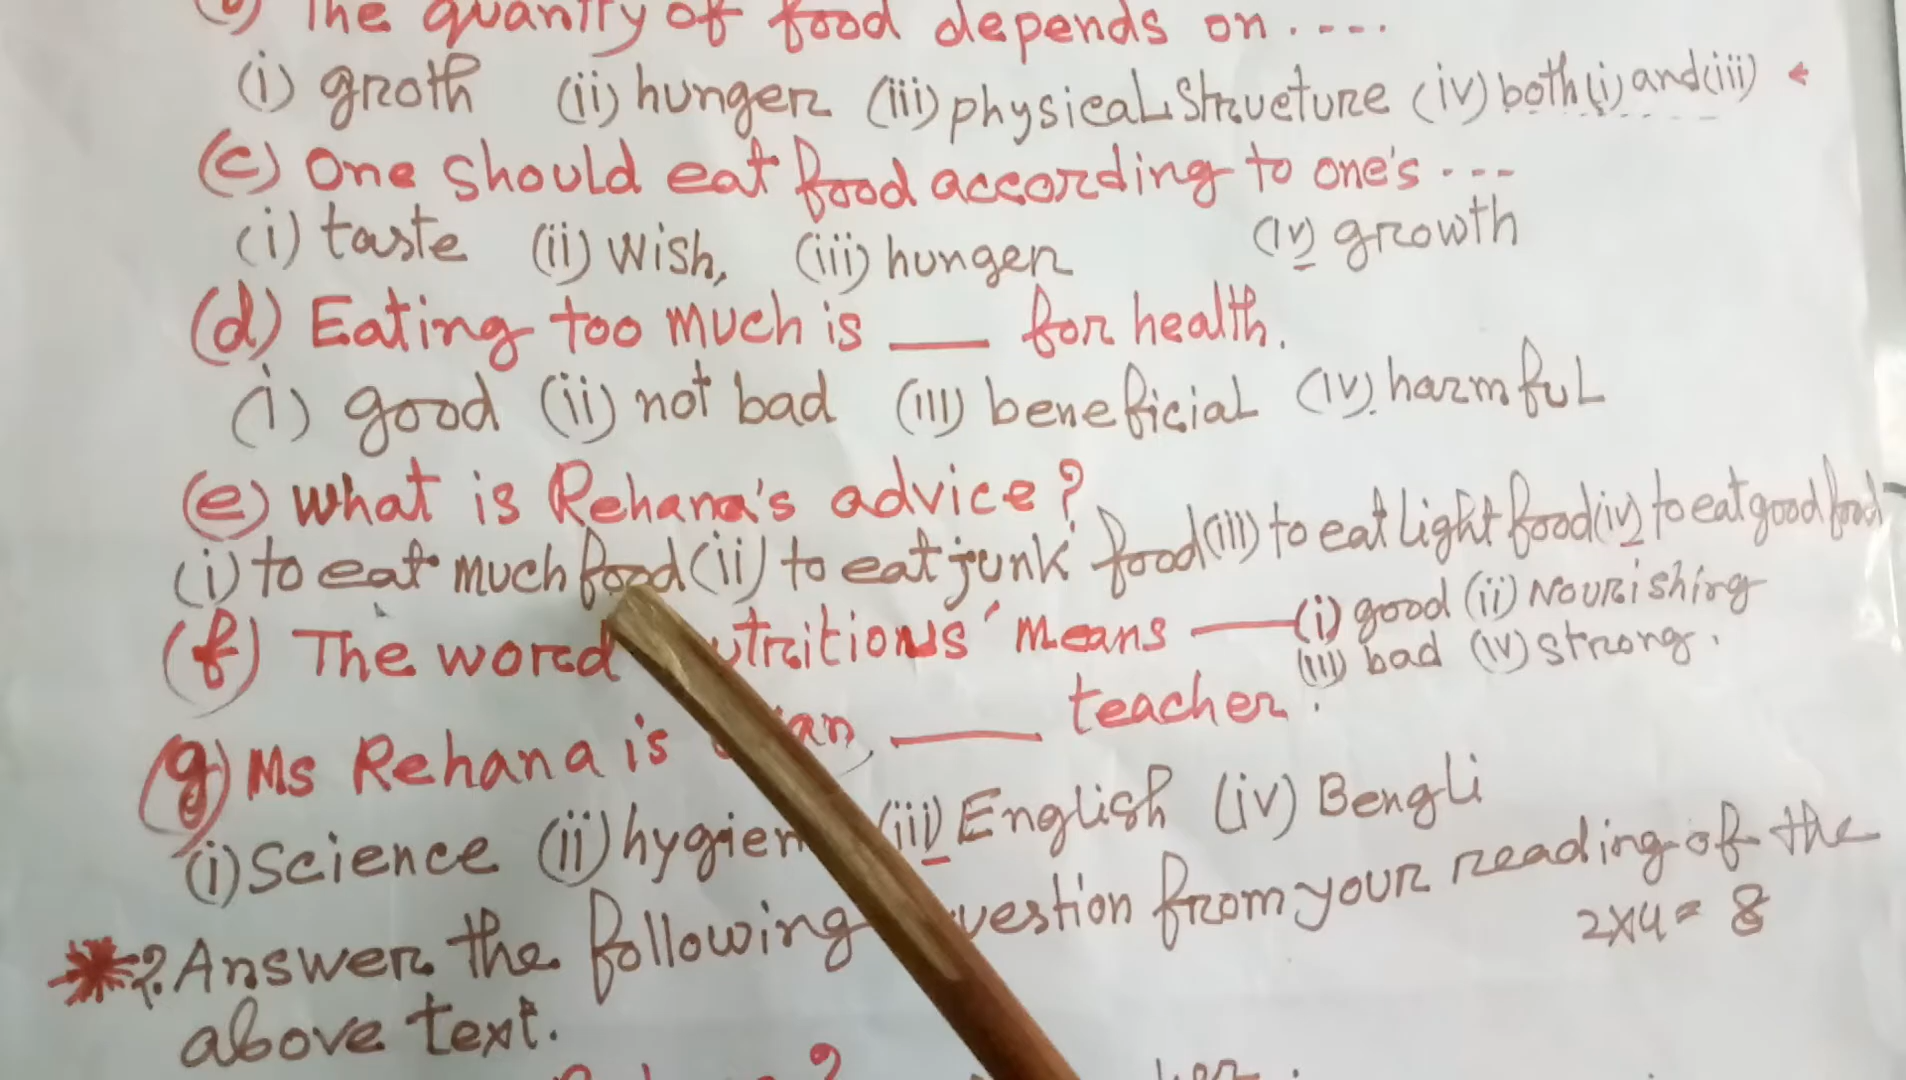 The quantity of food depends on....
(i) groth (ii) hunger (iii) physical structure (iv) both (i) and (iii)
(c) One should eat food according to one's ...
(i) taste (ii) wish, (iii) hunger (iv) growth
(d) Eating too much is ___ for health.
(i) good (ii) not bad (iii) beneficial (iv). harmful
(e) what is Rehana's advice?
(i) to eat much food (ii) to eat junk food (iii) to eat light food (iv) to eat good food
(f) The word utritions' means — (i) good (ii) Nourishing
(iii) bad (iv) strong.
(g) Ms Rehana is an ___ teacher.
(i) Science (ii) hygien (iii) English (iv) Bengli
2. Answer the following uestion from your reading of the
above text. 2x4= 8